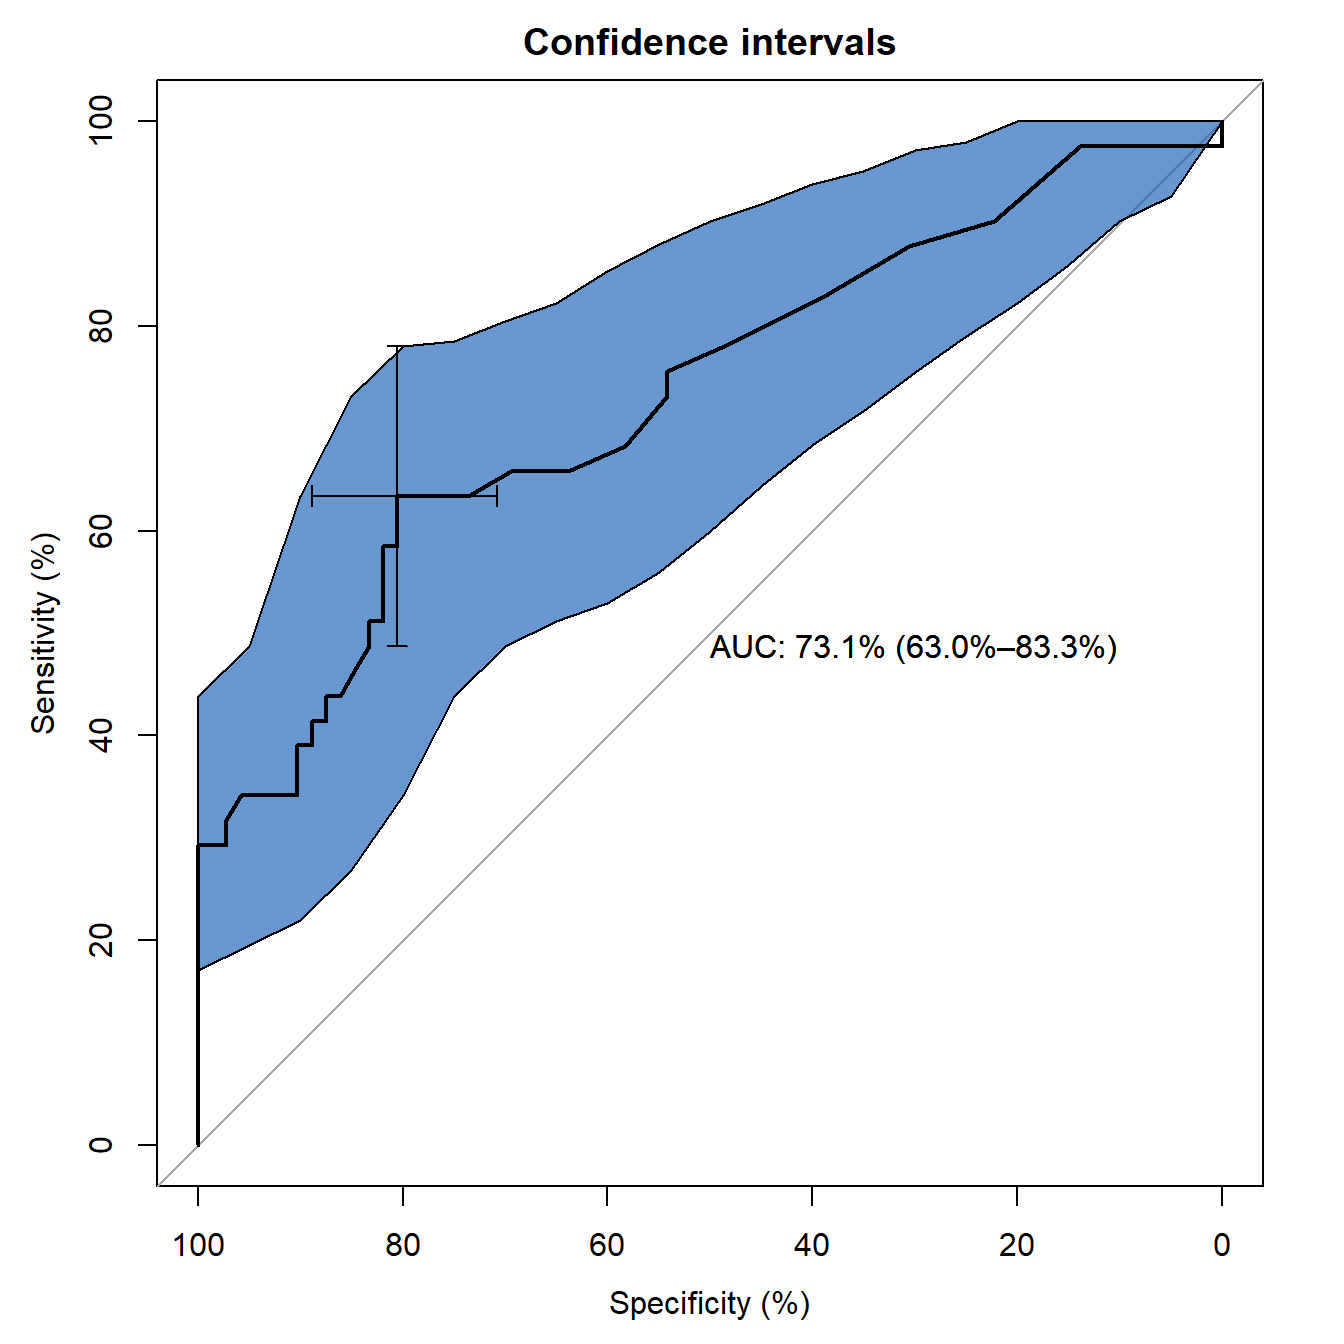 Confidence intervals
100
80
60
40
20
0
Sensitivity (%)
AUC: 73.1% (63.0%–83.3%)
100 80 60 40 20 0
Specificity (%)